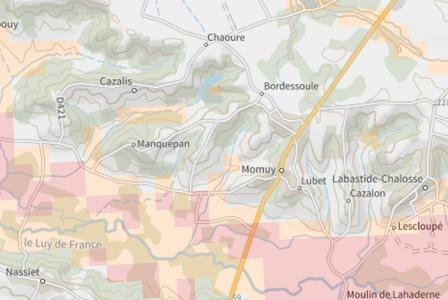 Chaoure
Cazalis
Bordessoule
D421
Manquepan
Momuy
Lubet
Labastide-Chalosse
Cazalon
Lescloupé
le Luy de France
Nassiet
Moulin de Lahaderne